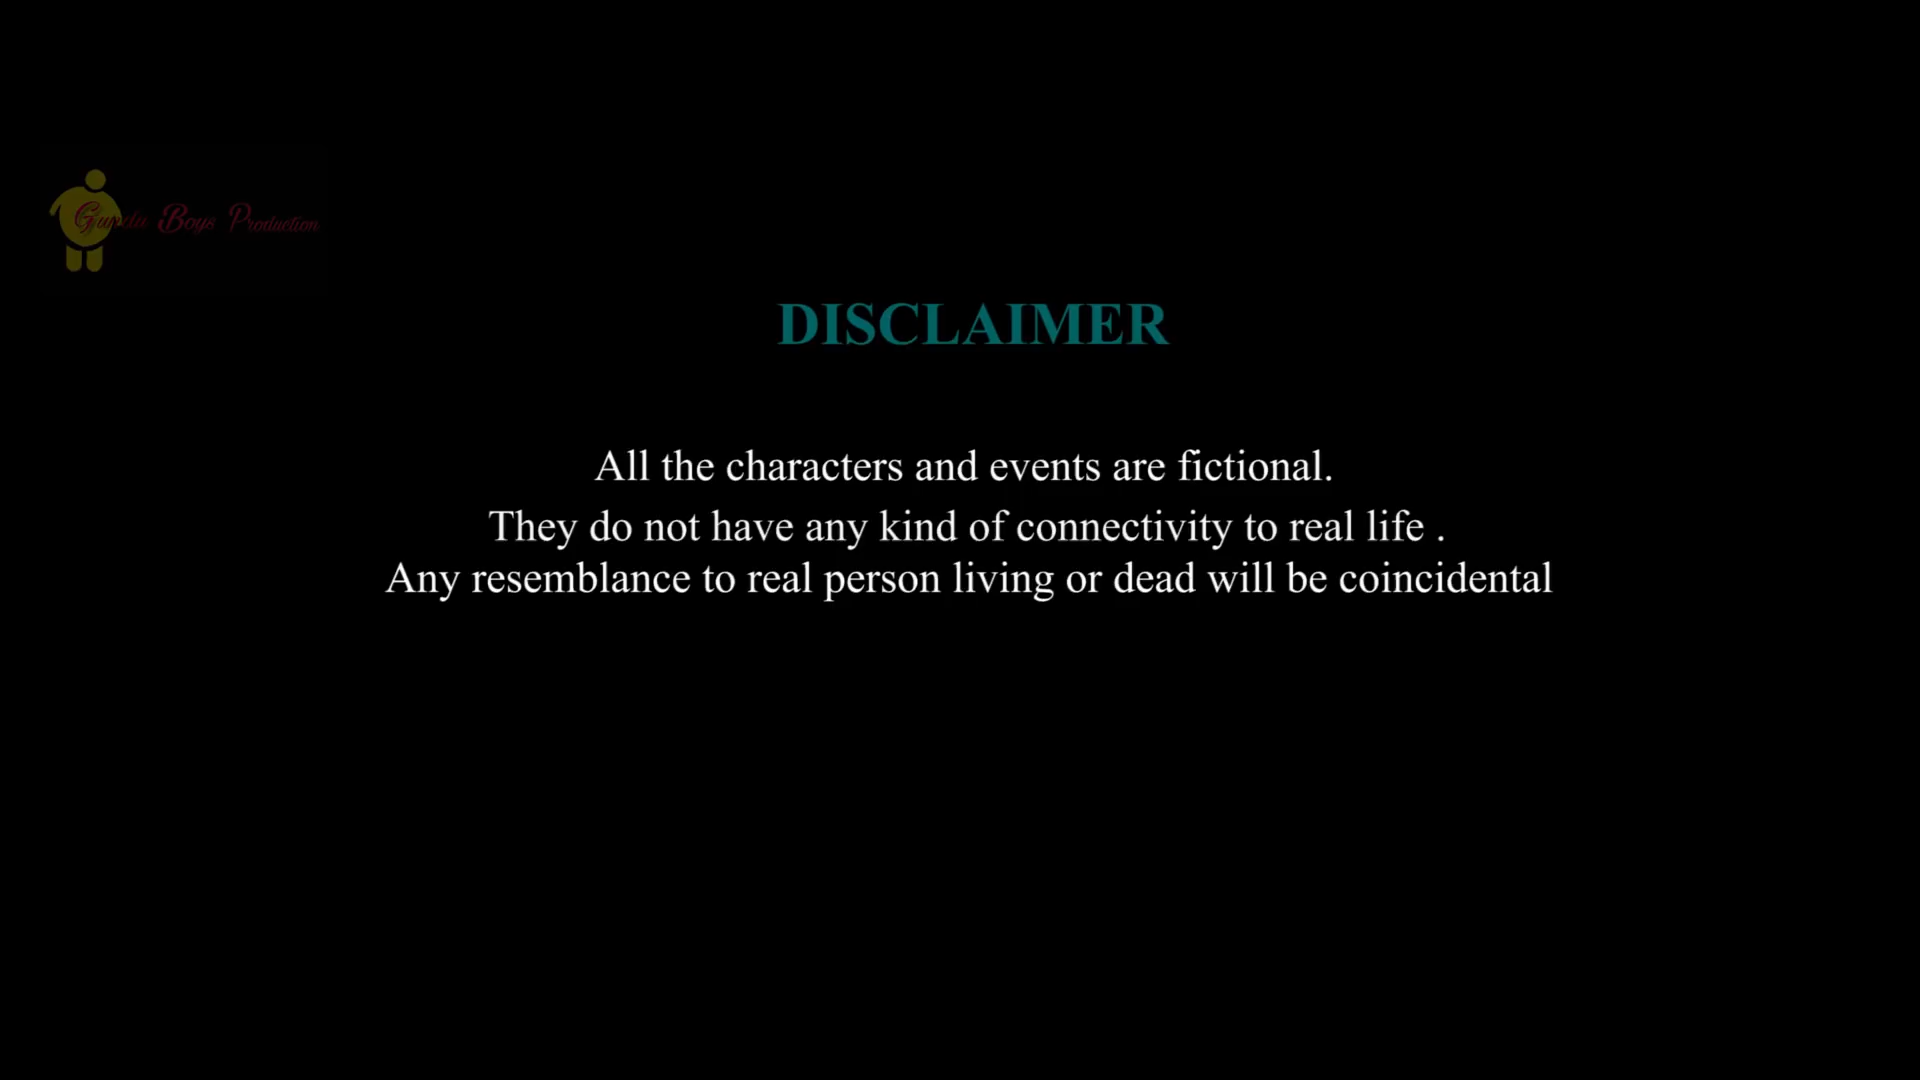 Boys Production
DISCLAIMER
All the characters and events are fictional.
They do not have any kind of connectivity to real life .
Any resemblance to real person living or dead will be coincidental